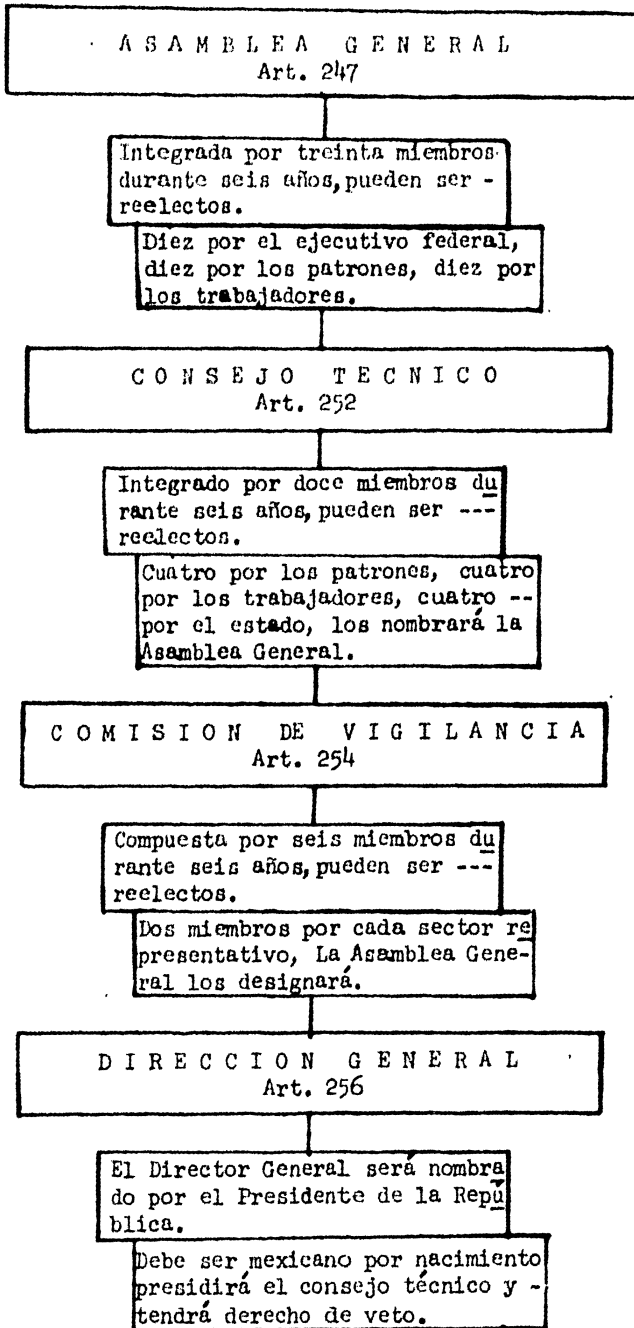 A S A M B L E A  G E N E R A L
Art. 247
Integrada por treinta miembros
durante seis años, pueden ser -
reelectos.
Diez por el ejecutivo federal,
diez por los patrones, diez por
los trabajadores.
C O N S E J O  T E C N I C O
Art. 252
Integrado por doce miembros du
rante seis años, pueden ser ---
reelectos.
Cuatro por los patrones, cuatro
por los trabajadores, cuatro --
por el estado, los nombrará la
Asamblea General.
C O M I S I O N  DE  V I G I L A N C I A
Art. 254
Compuesta por seis miembros du
rante seis años, pueden ser ---
reelectos.
Dos miembros por cada sector re
presentativo, La Asamblea Gene-
ral los designará.
D I R E C C I O N  G E N E R A L
Art. 256
El Director General será nombra
do por el Presidente de la Repú
blica.
Debe ser mexicano por nacimiento
presidirá el consejo técnico y -
tendrá derecho de veto.